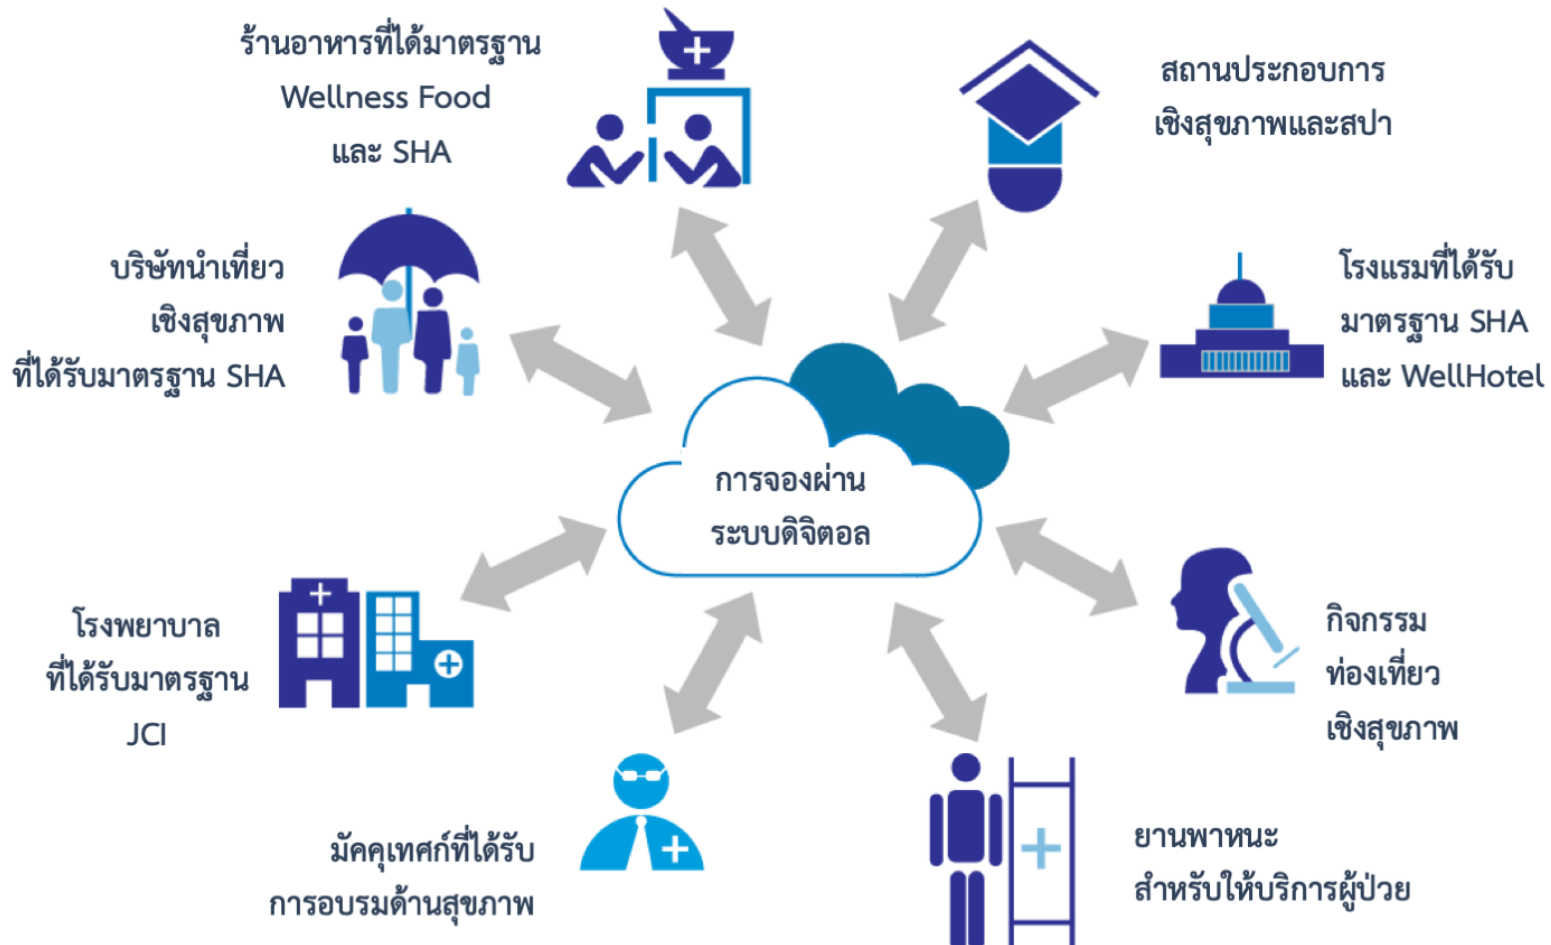 ร้านอาหารที่ได้มาตรฐาน
Wellness Food
และ SHA
สถานประกอบการ
เชิงสุขภาพและสปา
บริษัทนำเที่ยว
เชิงสุขภาพ
ที่ได้รับมาตรฐาน SHA
โรงแรมที่ได้รับ
มาตรฐาน SHA
และ WellHotel
การจองผ่าน
ระบบดิจิตอล
โรงพยาบาล
ที่ได้รับมาตรฐาน
JCI
กิจกรรม
ท่องเที่ยว
เชิงสุขภาพ
มัคคุเทศก์ที่ได้รับ
การอบรมด้านสุขภาพ
ยานพาหนะ
สำหรับให้บริการผู้ป่วย